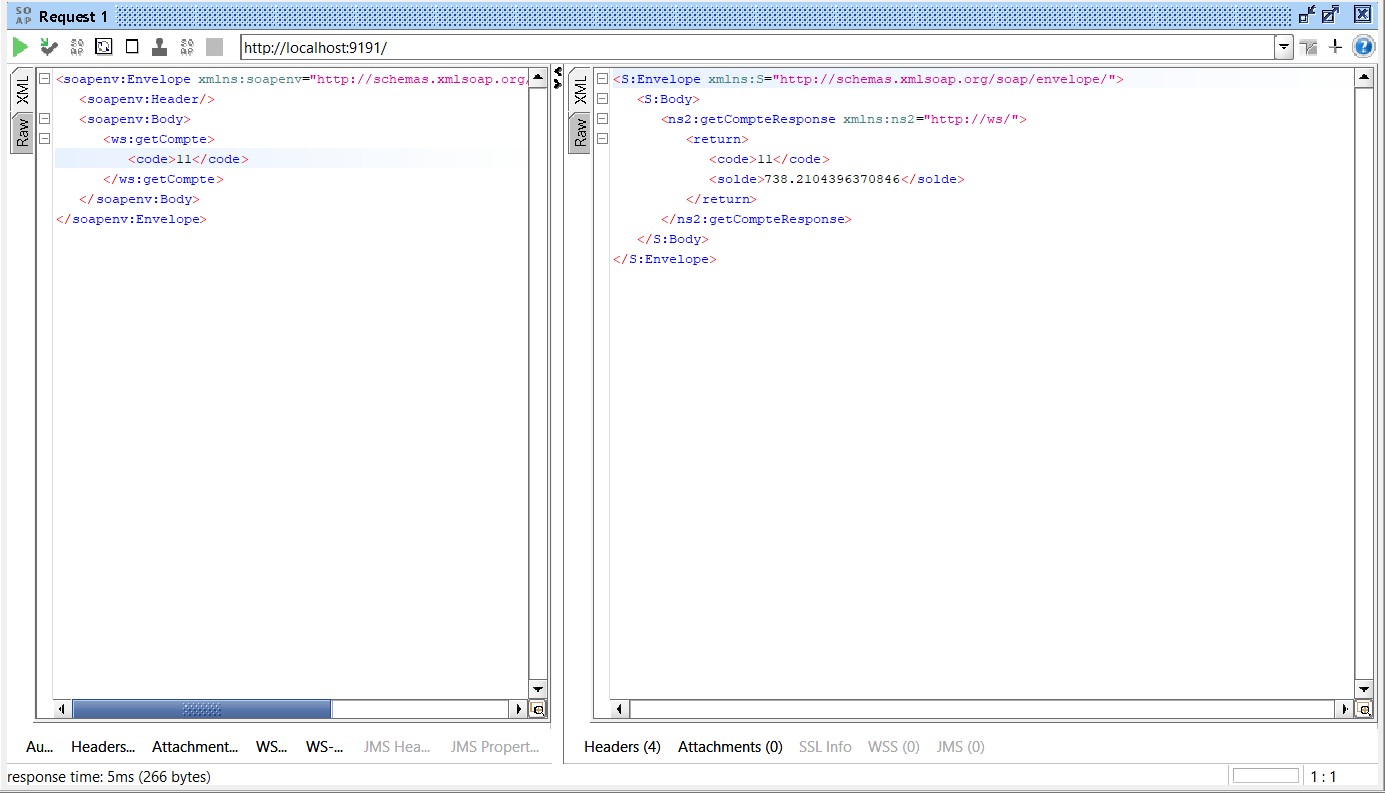 SO
AP
Request 1
http://localhost:9191/
XML
Raw
<soapenv:Envelope xmlns:soapenv="http://schemas.xmlsoap.org/
<soapenv:Header/>
<soapenv:Body>
<ws:getCompte>
<code>11</code>
</ws:getCompte>
</soapenv:Body>
</soapenv:Envelope>
XML
Raw
<S:Envelope xmlns:S="http://schemas.xmlsoap.org/soap/envelope/">
<S:Body>
<ns2:getCompteResponse xmlns:ns2="http://ws/">
<return>
<code>11</code>
<solde>738.2104396370846</solde>
</return>
</ns2:getCompteResponse>
</S:Body>
</S:Envelope>
Au... Headers... Attachment... WS... WS-... JMS Hea... JMS Propert...
Headers (4) Attachments (0) SSL Info WSS (0) JMS (0)
response time: 5ms (266 bytes)
1 : 1